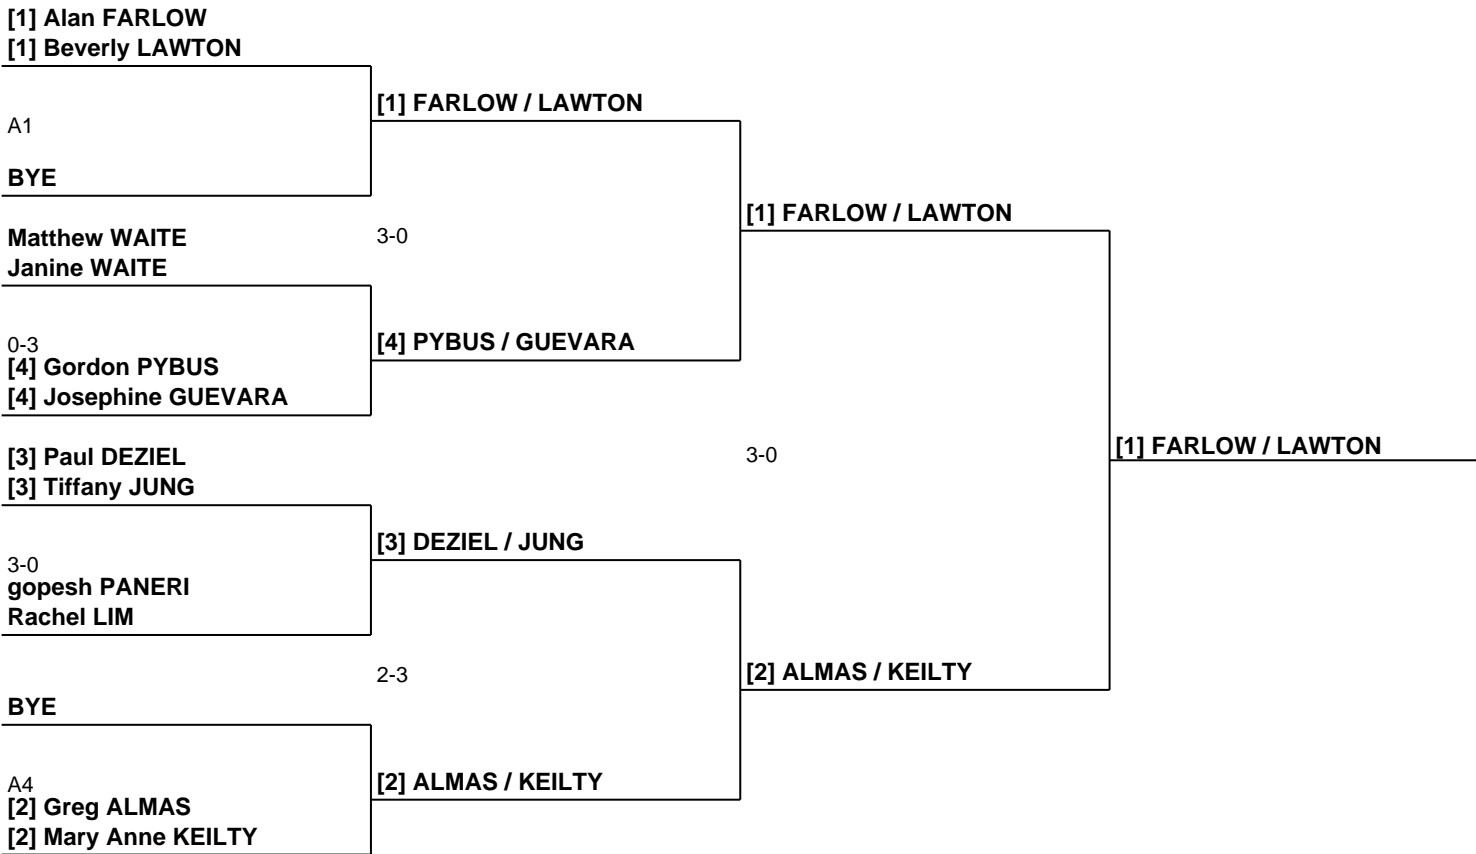 [1] Alan FARLOW
[1] Beverly LAWTON
[1] FARLOW / LAWTON
A1
BYE
[1] FARLOW / LAWTON
Matthew WAITE
3-0
Janine WAITE
0-3
[4] PYBUS / GUEVARA
[4] Gordon PYBUS
[4] Josephine GUEVARA
[1] FARLOW / LAWTON
[3] Paul DEZIEL
3-0
[3] Tiffany JUNG
[3] DEZIEL / JUNG
3-0
gopesh PANERI
Rachel LIM
2-3
[2] ALMAS / KEILTY
BYE
A4
[2] ALMAS / KEILTY
[2] Greg ALMAS
[2] Mary Anne KEILTY